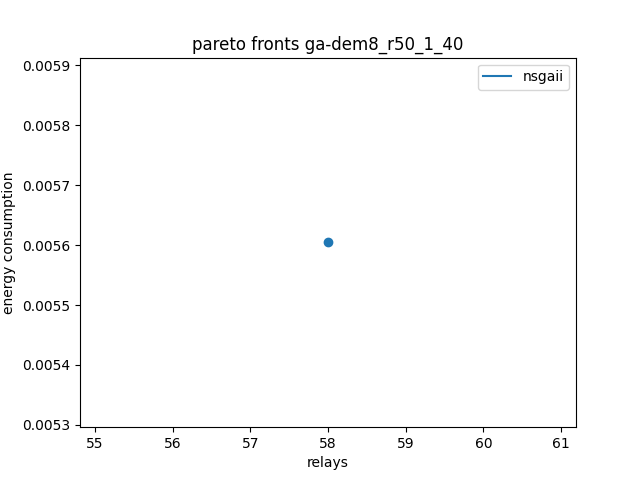 pareto fronts ga-dem8_r50_1_40
nsgaii
energy consumption
0.0059
0.0058
0.0057
0.0056
0.0055
0.0054
0.0053
55 56 57 58 59 60 61
relays